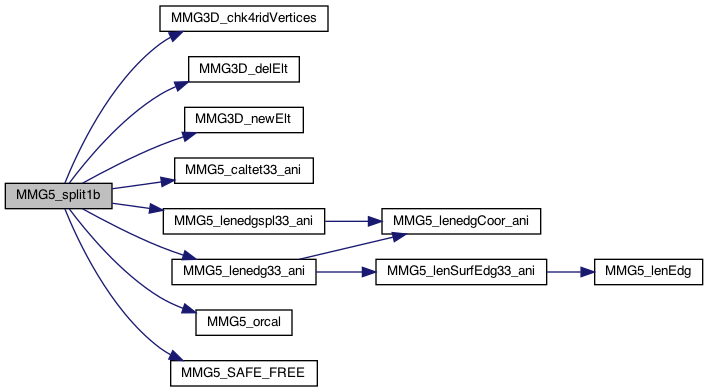 MMG3D_chk4ridVertices
MMG3D_delElt
MMG3D_newElt
MMG5_caltet33_ani
MMG5_split1b
MMG5_lenedgspl33_ani
MMG5_lenedgCoor_ani
MMG5_lenedg33_ani
MMG5_lenSurfEdg33_ani
MMG5_lenEdg
MMG5_orcal
MMG5_SAFE_FREE